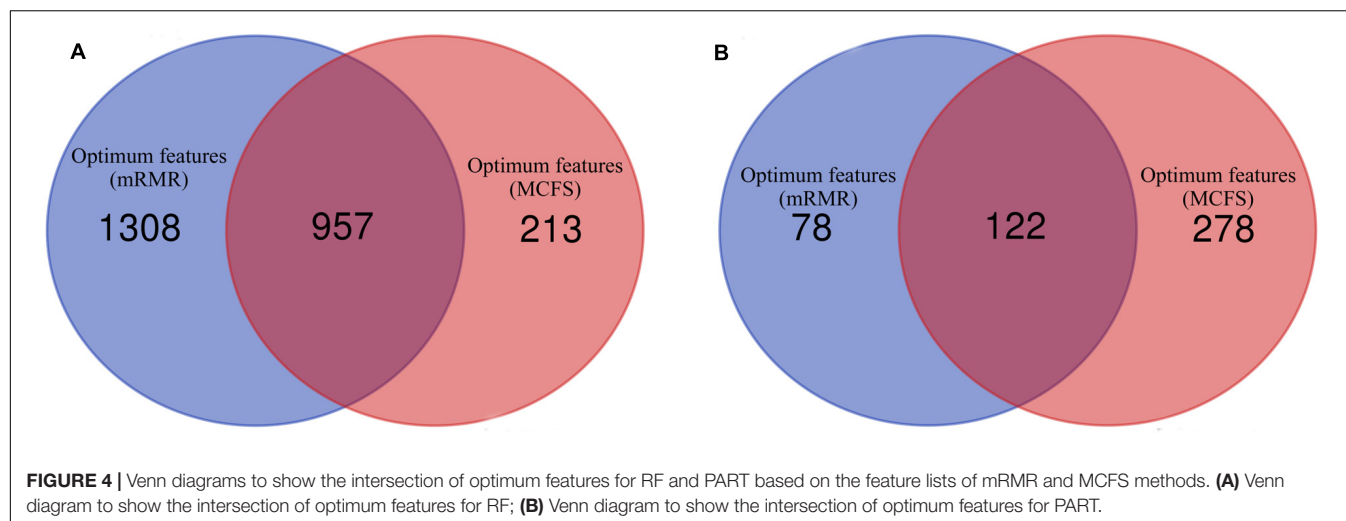 A
Optimum features
(mRMR)
1308
957
Optimum features
(MCFS)
213
B
Optimum features
(mRMR)
78
122
Optimum features
(MCFS)
278
FIGURE 4 | Venn diagrams to show the intersection of optimum features for RF and PART based on the feature lists of mRMR and MCFS methods. (A) Venn
diagram to show the intersection of optimum features for RF; (B) Venn diagram to show the intersection of optimum features for PART.